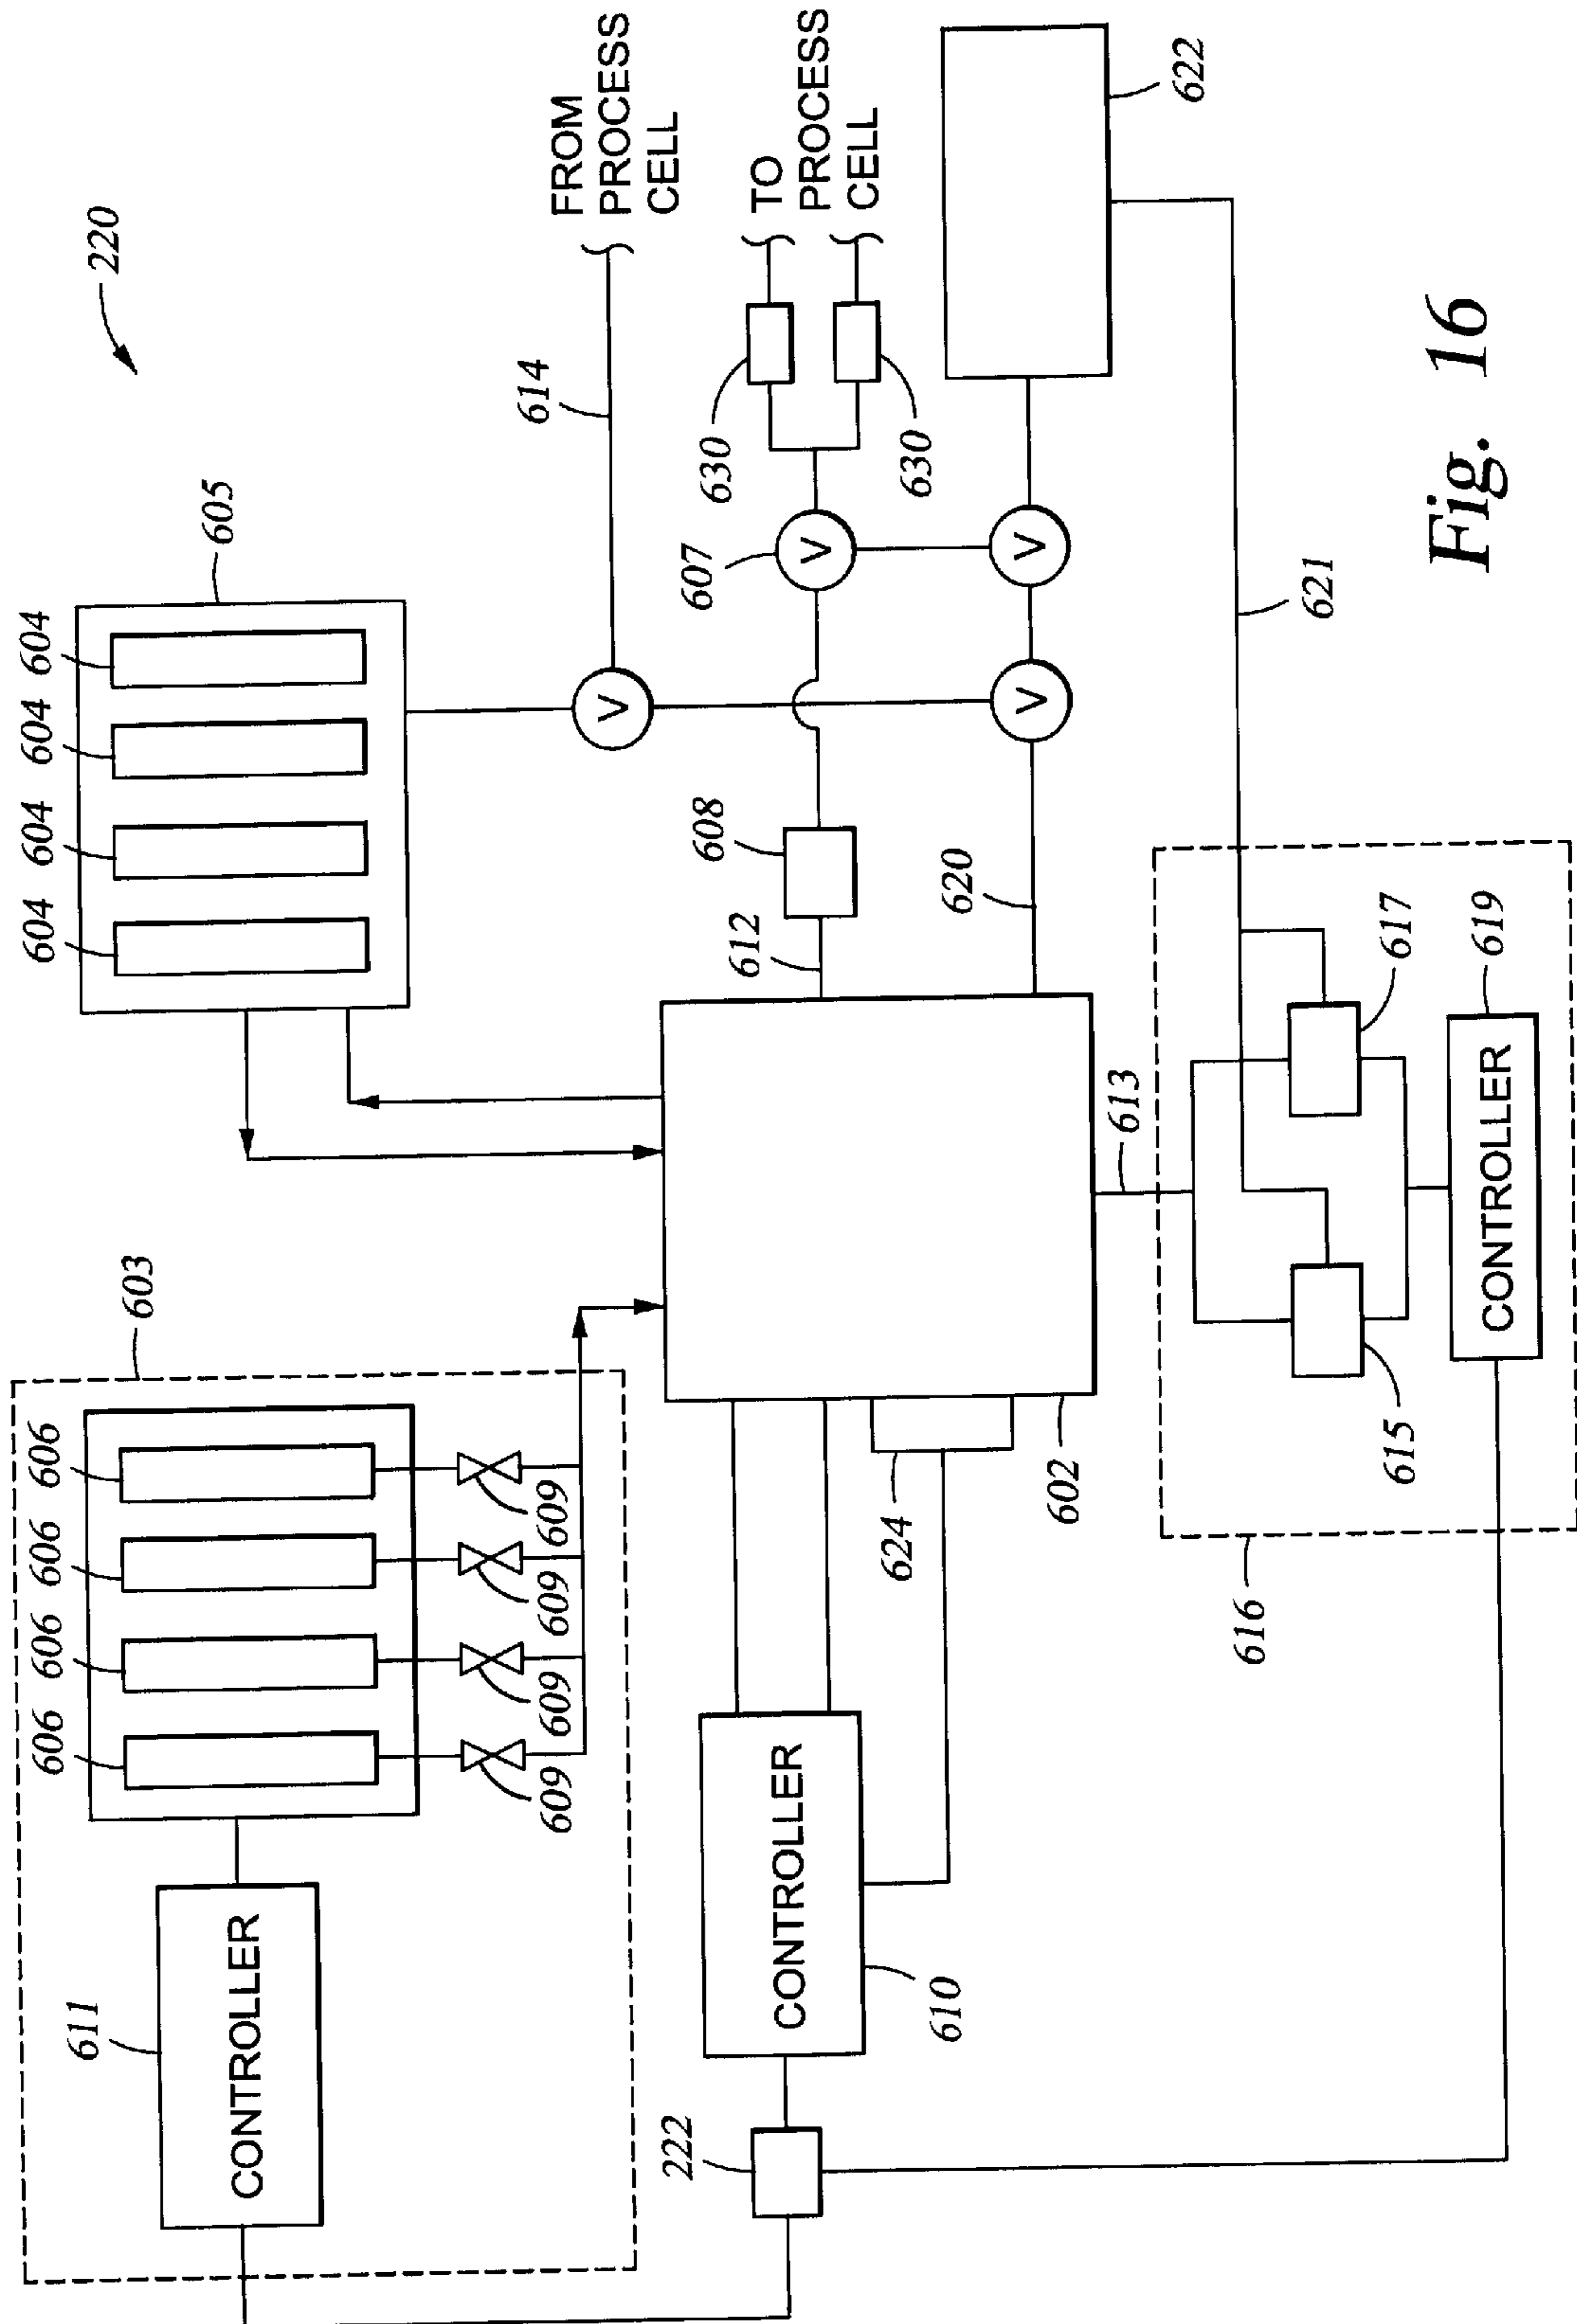 220
FROM
PROCESS
CELL
TO
PROCESS
CELL
614
605
604
604
604
604
630
630
607
V
V
V
V
608
612
620
622
621
603
606
606
606
606
609
609
609
609
611
CONTROLLER
CONTROLLER
610
222
624
602
613
616
615
617
619
CONTROLLER
Fig. 16